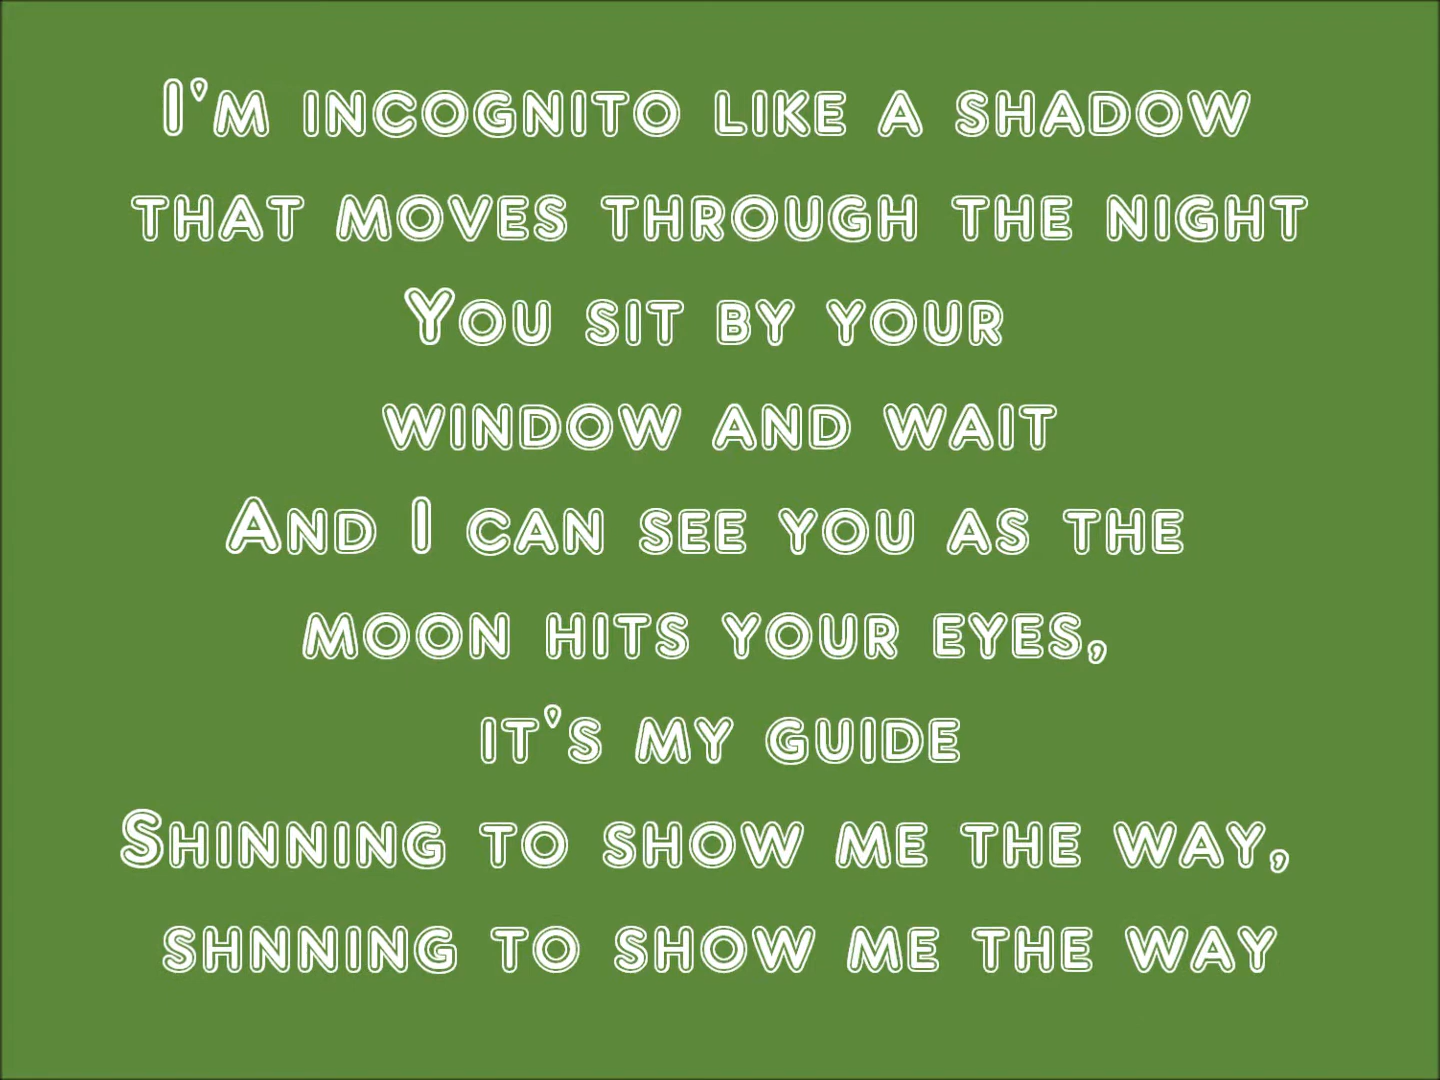 I'm incognito like a shadow
that moves through the night
You sit by your
window and wait
And I can see you as the
moon hits your eyes,
it's my guide
Shinning to show me the way,
shnning to show me the way